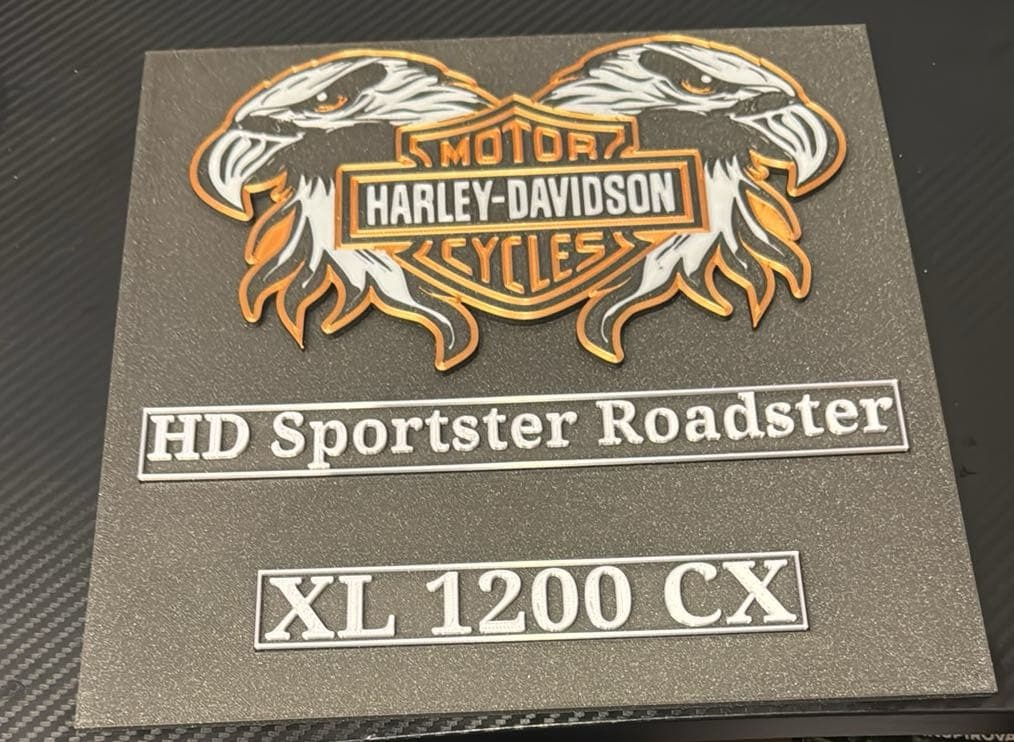 MOTOR
HARLEY-DAVIDSON
CYCLES
HD Sportster Roadster
XL 1200 CX